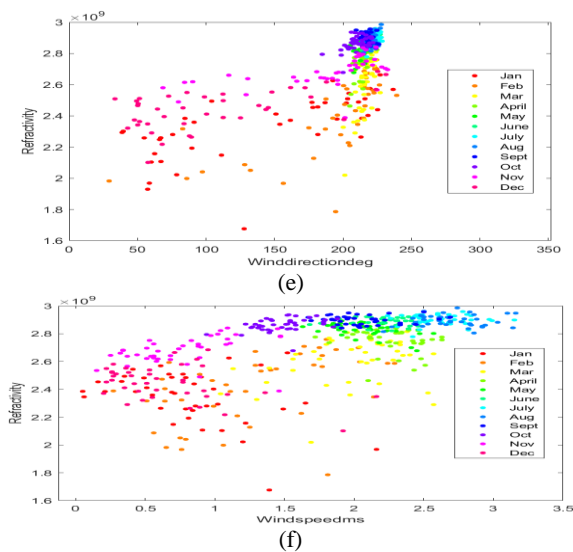 × 10^9
3
2.8
2.6
2.4
2.2
2
1.8
1.6
Refractivity
Jan
Feb
Mar
April
May
June
July
Aug
Sept
Oct
Nov
Dec
0 50 100 150 200 250 300 350
Winddirectiondeg
(e)
× 10^9
3
2.8
2.6
2.4
2.2
2
1.8
1.6
Refractivity
Jan
Feb
Mar
April
May
June
July
Aug
Sept
Oct
Nov
Dec
0 0.5 1 1.5 2 2.5 3 3.5
Windspeedms
(f)